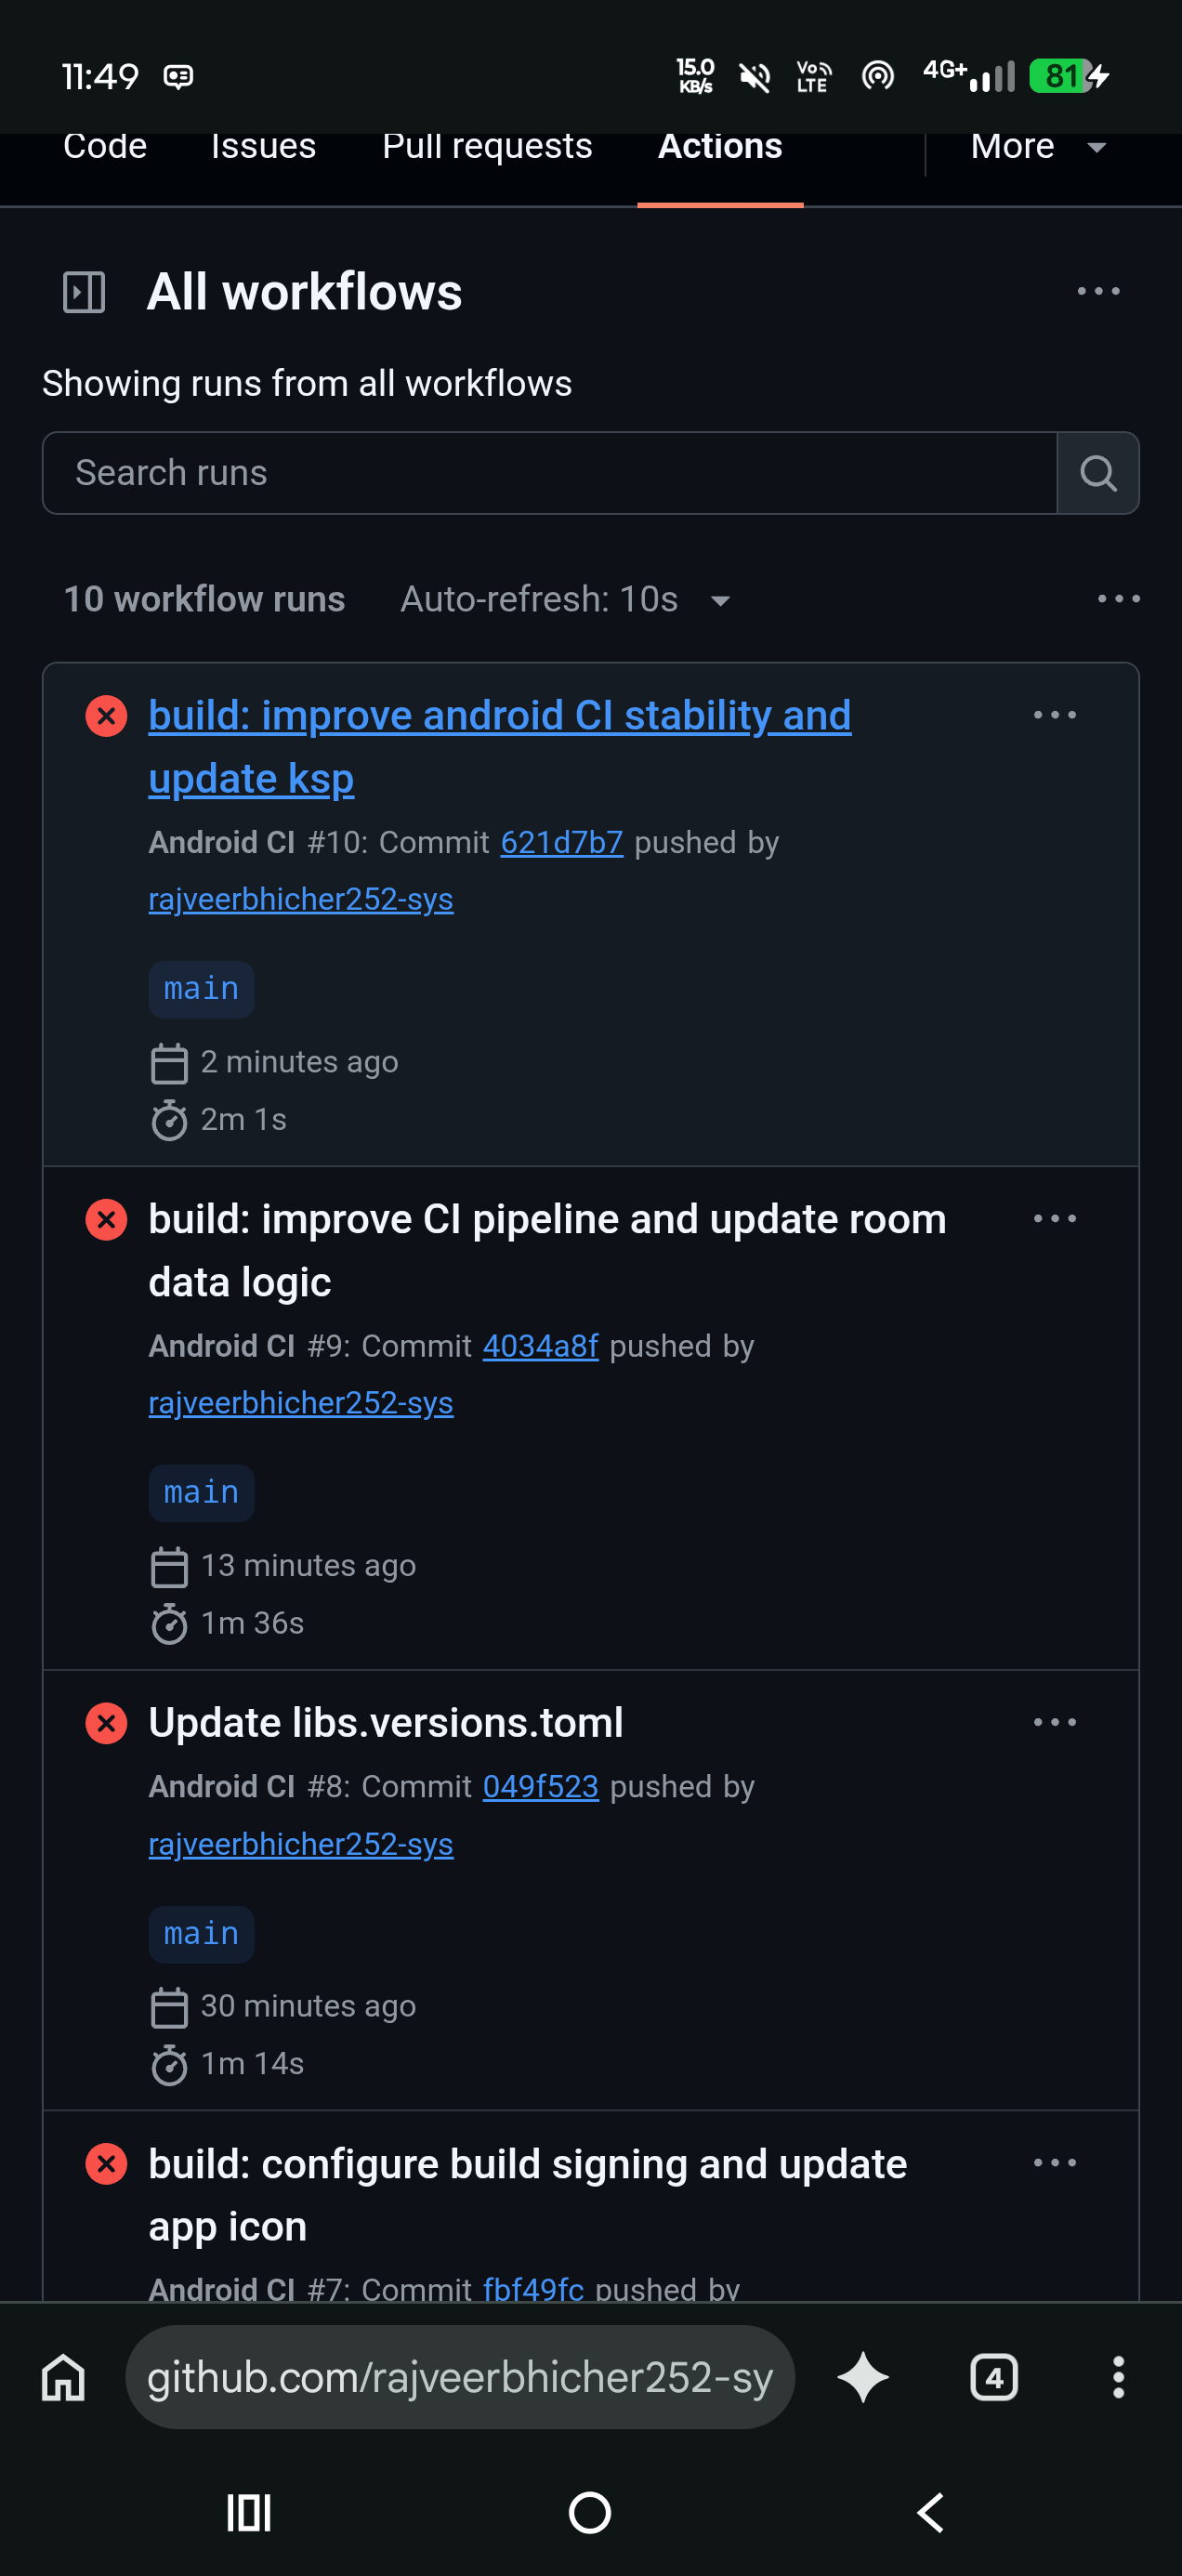 11:49
15.0
KB/s
Vo
LTE
4G+
81
Code Issues Pull requests Actions More
All workflows
Showing runs from all workflows
Search runs
10 workflow runs Auto-refresh: 10s
build: improve android CI stability and
update ksp
Android CI #10: Commit 621d7b7 pushed by
rajveerbhicher252-sys
main
2 minutes ago
2m 1s
build: improve CI pipeline and update room
data logic
Android CI #9: Commit 4034a8f pushed by
rajveerbhicher252-sys
main
13 minutes ago
1m 36s
Update libs.versions.toml
Android CI #8: Commit 049f523 pushed by
rajveerbhicher252-sys
main
30 minutes ago
1m 14s
build: configure build signing and update
app icon
Android CI #7: Commit fbf49fc pushed by
github.com/rajveerbhicher252-sy
4